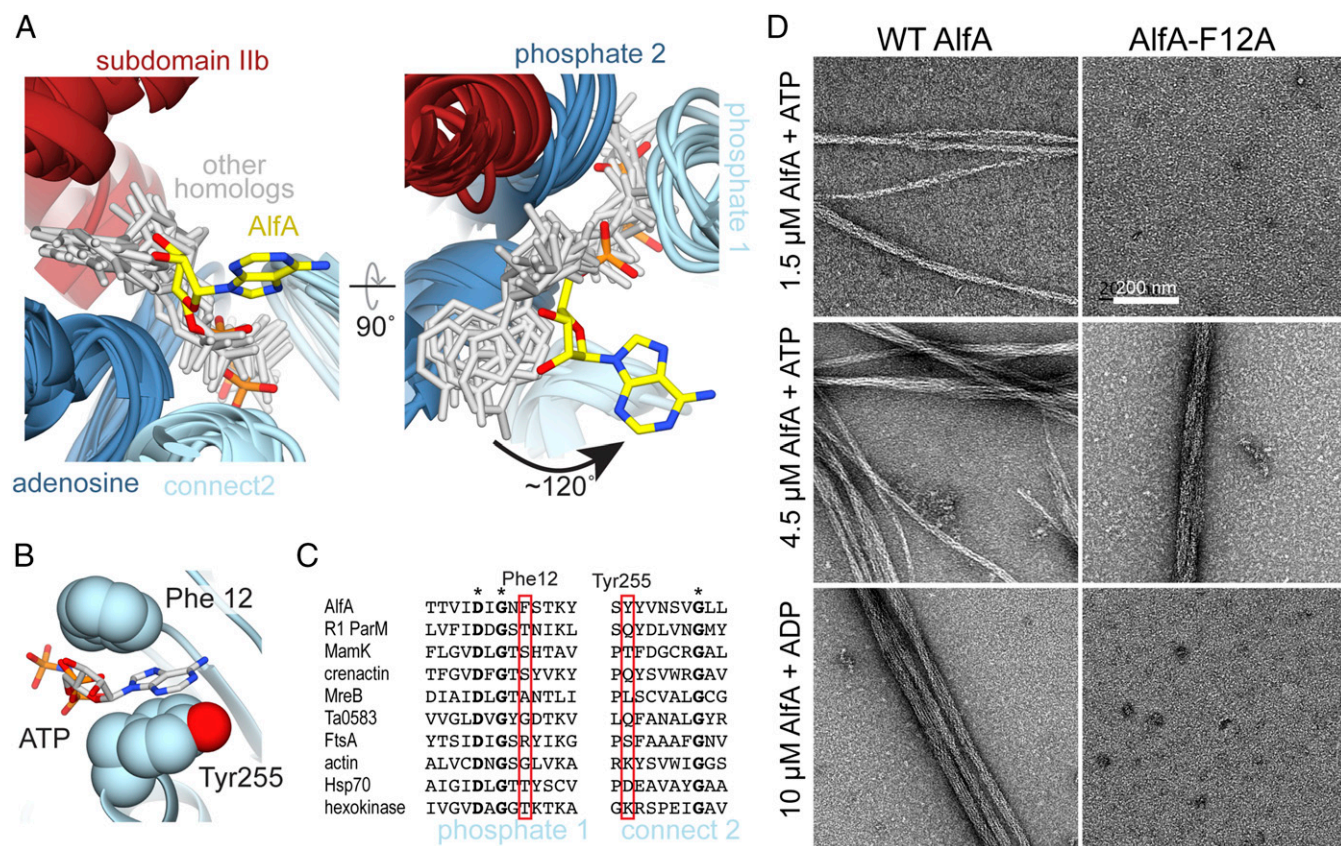 A
subdomain IIb
other
homologs
AlfA
adenosine
connect2
90°
phosphate 2
phosphate 1
~120°
B
Phe 12
ATP
Tyr255
C
Phe12 Tyr255
* * *
AlfA TTVIDIGNFSTKY SYYVNSVGLL
R1 ParM LVFIDDGSTNIKL SQYDLVNGMY
MamK FLGVDLGTSHTAV PTFDGCRGAL
crenactin TFGVDFGTSYVKY PQYSVWRGAV
MreB DIAIDLGTANTLI PLSCVALGCG
Ta0583 VVGLDVGYGDTKV LQFANALGYR
FtsA YTSIDIGSRYIKG PSFAAAFGNV
actin ALVCDNGSGLVKA RKYSVWIGGS
Hsp70 AIGIDLGTTYSCV PDEAVAYGAA
hexokinase IVGVDAGGTKTKA GKRSPEIGAV
phosphate 1 connect 2
D
WT AlfA AlfA-F12A
1.5 µM AlfA + ATP
200 nm
4.5 µM AlfA + ATP
10 µM AlfA + ADP